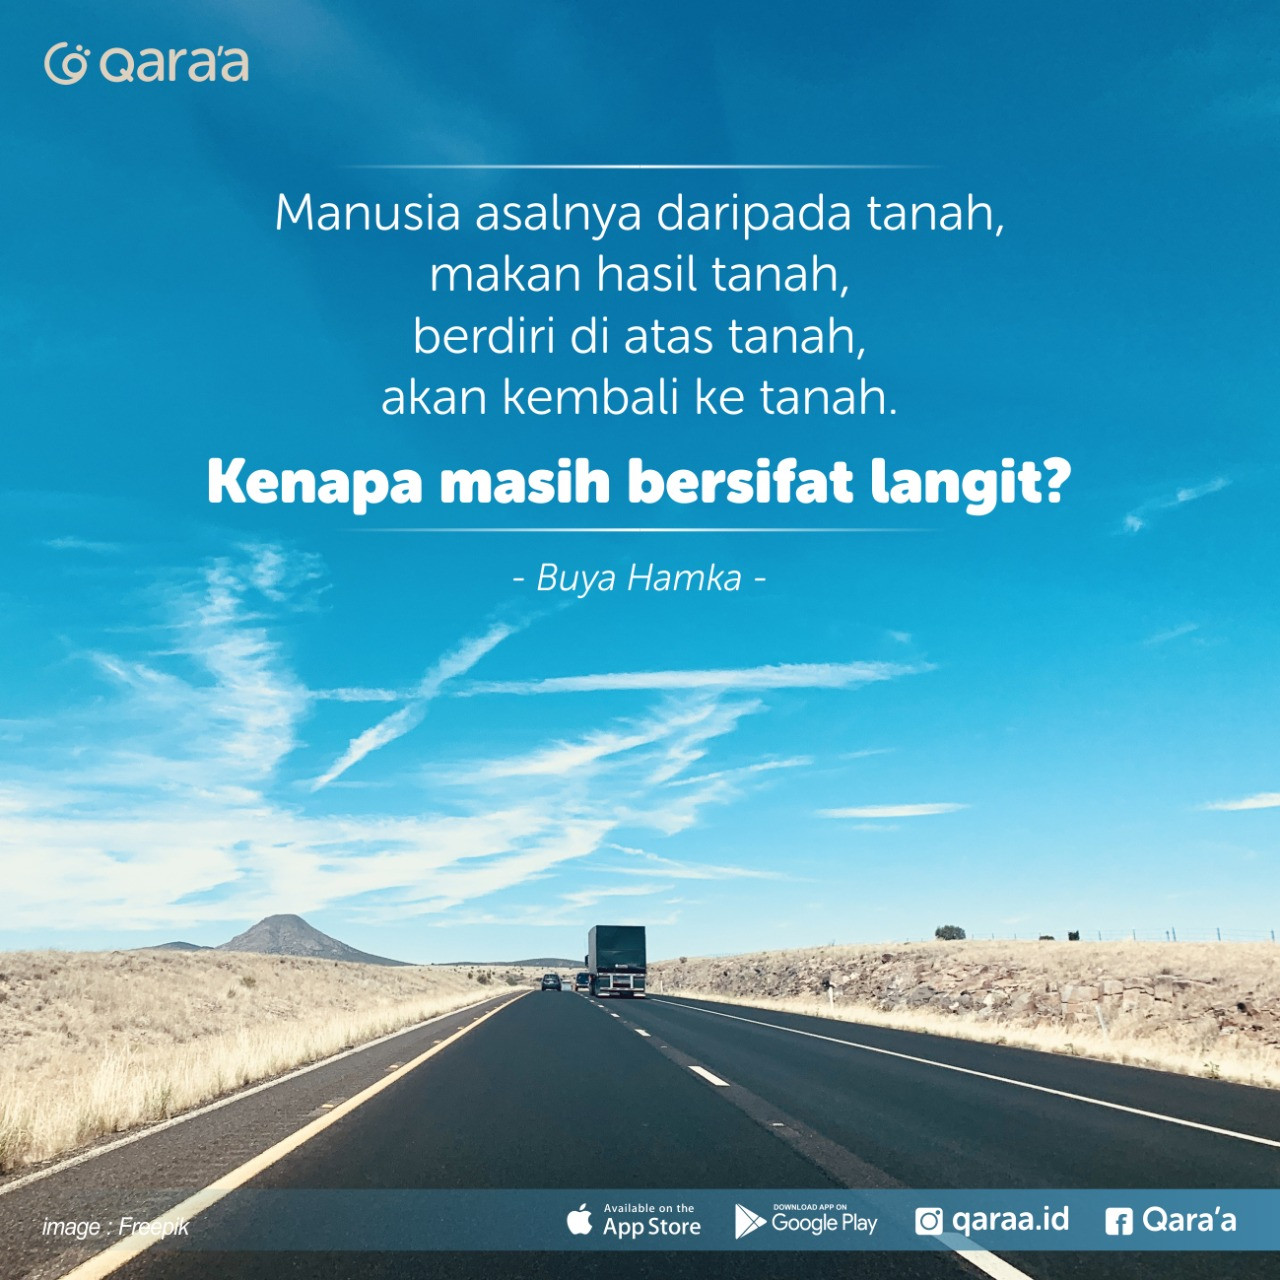 Qara'a
Manusia asalnya daripada tanah,
makan hasil tanah,
berdiri di atas tanah,
akan kembali ke tanah.
Kenapa masih bersifat langit?
- Buya Hamka -
image : Freepik
Available on the
App Store
DOWNLOAD APP ON
Google Play
qaraa.id
Qara'a